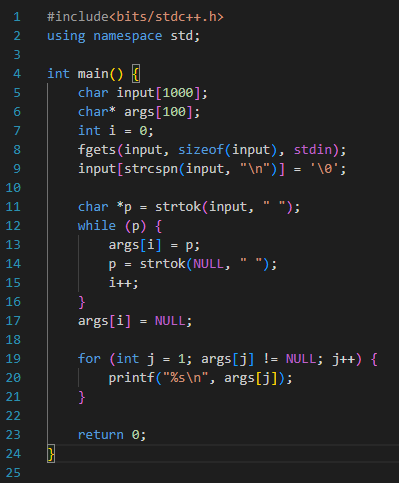 1 #include<bits/stdc++.h>
2 using namespace std;
3
4 int main() {
5     char input[1000];
6     char* args[100];
7     int i = 0;
8     fgets(input, sizeof(input), stdin);
9     input[strcspn(input, "\n")] = '\0';
10
11     char *p = strtok(input, " ");
12     while (p) {
13         args[i] = p;
14         p = strtok(NULL, " ");
15         i++;
16     }
17     args[i] = NULL;
18
19     for (int j = 1; args[j] != NULL; j++) {
20         printf("%s\n", args[j]);
21     }
22
23     return 0;
24 }
25